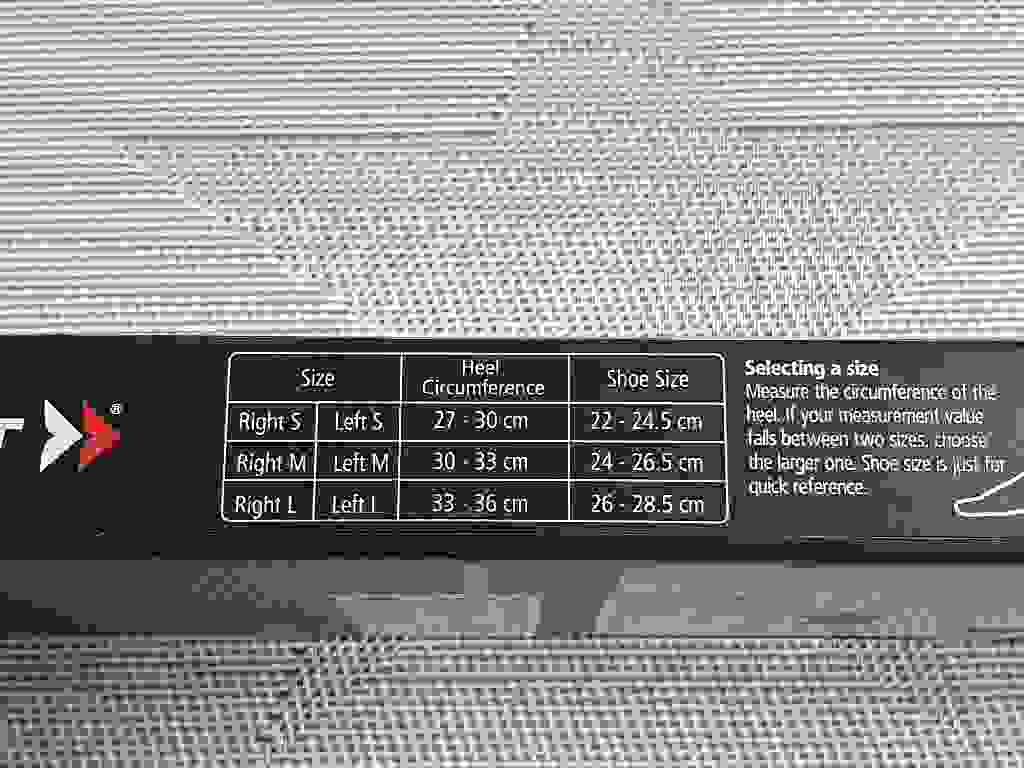 T
®
Size Heel Circumference Shoe Size
Right S Left S 27 - 30 cm 22 - 24.5 cm
Right M Left M 30 - 33 cm 24 - 26.5 cm
Right L Left L 33 - 36 cm 26 - 28.5 cm
Selecting a size
Measure the circumference of the
heel. If your measurement value
falls between two sizes, choose
the larger one. Shoe size is just for
quick reference.